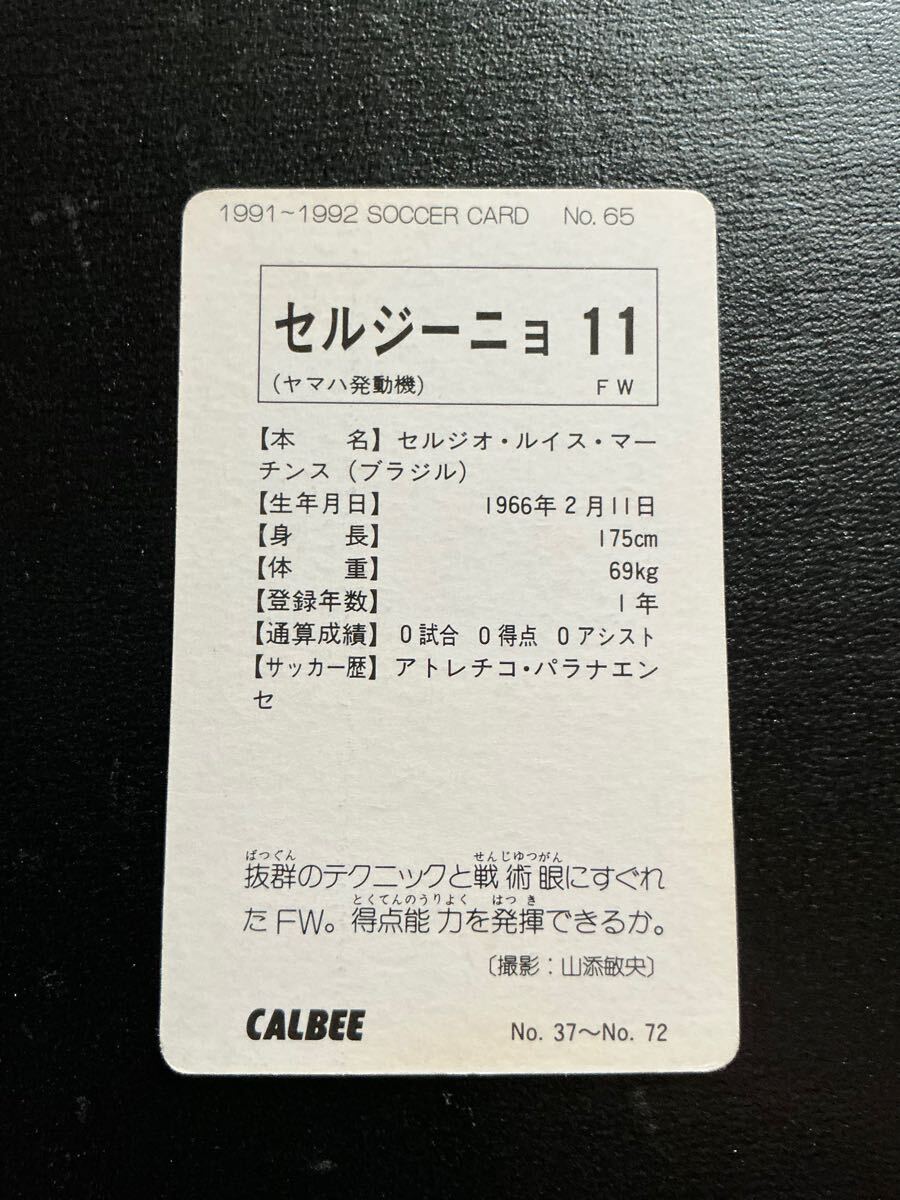 1991~1992 SOCCER CARD No. 65
セルジーニョ 11
(ヤマハ発動機) FW
【本 名】セルジオ・ルイス・マー
チンス(ブラジル)
【生年月日】 1966年2月11日
【身 長】 175cm
【体 重】 69kg
【登録年数】 1年
【通算成績】0試合 0得点 0アシスト
【サッカー歴】アトレチコ・パラナエン
セ
ばつぐん せんじゆつがん
抜群のテクニックと戦術眼にすぐれ
とくてんのうりよく はつき
たFW。得点能力を発揮できるか。
〔撮影:山添敏央〕
CALBEE No. 37~No. 72